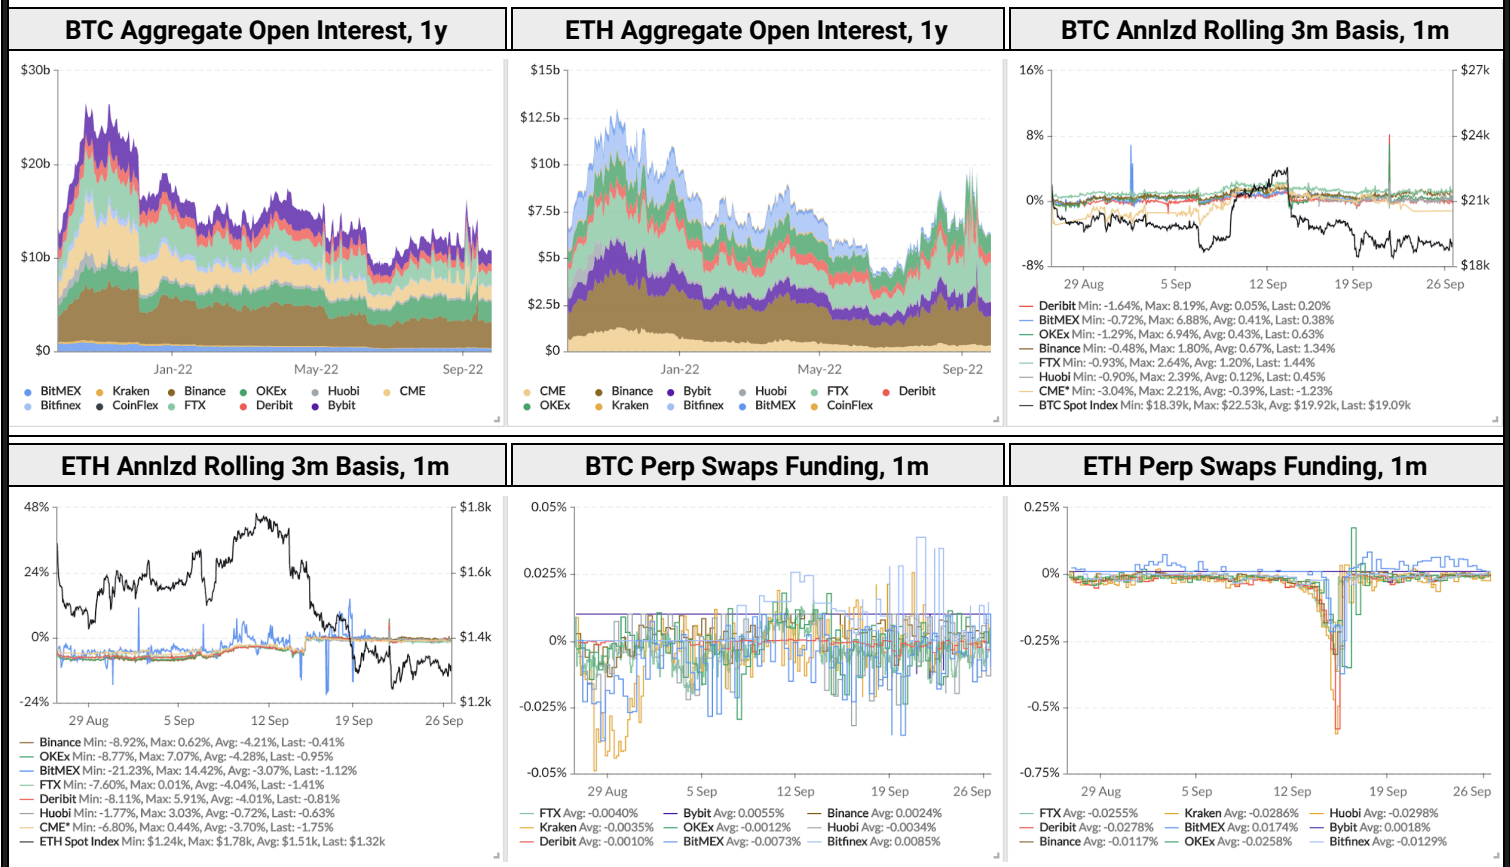 BTC Aggregate Open Interest, 1y
ETH Aggregate Open Interest, 1y
BTC Annlzd Rolling 3m Basis, 1m
$30b
$20b
$10b
$0
Jan-22 May-22 Sep-22
BitMEX Kraken Binance OKEx Huobi CME
Bitfinex CoinFlex FTX Deribit Bybit
$15b
$12.5b
$10b
$7.5b
$5b
$2.5b
$0
Jan-22 May-22 Sep-22
CME Binance Bybit Huobi FTX Deribit
OKEx Kraken Bitfinex BitMEX CoinFlex
16% $27k
8% $24k
0% $21k
-8% $18k
29 Aug 5 Sep 12 Sep 19 Sep 26 Sep
Deribit Min: -1.64%, Max: 8.19%, Avg: 0.05%, Last: 0.20%
BitMEX Min: -0.72%, Max: 6.88%, Avg: 0.41%, Last: 0.38%
OKEx Min: -1.29%, Max: 6.94%, Avg: 0.43%, Last: 0.63%
Binance Min: -0.48%, Max: 1.80%, Avg: 0.67%, Last: 1.34%
FTX Min: -0.93%, Max: 2.64%, Avg: 1.20%, Last: 1.44%
Huobi Min: -0.90%, Max: 2.39%, Avg: 0.12%, Last: 0.45%
CME* Min: -3.04%, Max: 2.21%, Avg: -0.39%, Last: -1.23%
BTC Spot Index Min: $18.39k, Max: $22.53k, Avg: $19.92k, Last: $19.09k
ETH Annlzd Rolling 3m Basis, 1m
BTC Perp Swaps Funding, 1m
ETH Perp Swaps Funding, 1m
48% $1.8k
24% $1.6k
0% $1.4k
-24% $1.2k
29 Aug 5 Sep 12 Sep 19 Sep 26 Sep
Binance Min: -8.92%, Max: 0.62%, Avg: -4.21%, Last: -0.41%
OKEx Min: -8.77%, Max: 7.07%, Avg: -4.28%, Last: -0.95%
BitMEX Min: -21.23%, Max: 14.42%, Avg: -3.07%, Last: -1.12%
FTX Min: -7.60%, Max: 0.01%, Avg: -4.04%, Last: -1.41%
Deribit Min: -8.11%, Max: 5.91%, Avg: -4.01%, Last: -0.81%
Huobi Min: -1.77%, Max: 3.03%, Avg: -0.72%, Last: -0.63%
CME* Min: -6.80%, Max: 0.44%, Avg: -3.70%, Last: -1.75%
ETH Spot Index Min: $1.24k, Max: $1.78k, Avg: $1.51k, Last: $1.32k
0.05%
0.025%
0%
-0.025%
-0.05%
29 Aug 5 Sep 12 Sep 19 Sep 26 Sep
FTX Avg: -0.0040% Bybit Avg: 0.0055% Binance Avg: 0.0024%
Kraken Avg: -0.0035% OKEx Avg: -0.0012% Huobi Avg: -0.0034%
Deribit Avg: -0.0010% BitMEX Avg: -0.0073% Bitfinex Avg: 0.0085%
0.25%
0%
-0.25%
-0.5%
-0.75%
29 Aug 5 Sep 12 Sep 19 Sep 26 Sep
FTX Avg: -0.0255% Kraken Avg: -0.0286% Huobi Avg: -0.0298%
Deribit Avg: -0.0278% BitMEX Avg: 0.0174% Bybit Avg: 0.0018%
Binance Avg: -0.0117% OKEx Avg: -0.0258% Bitfinex Avg: -0.0129%